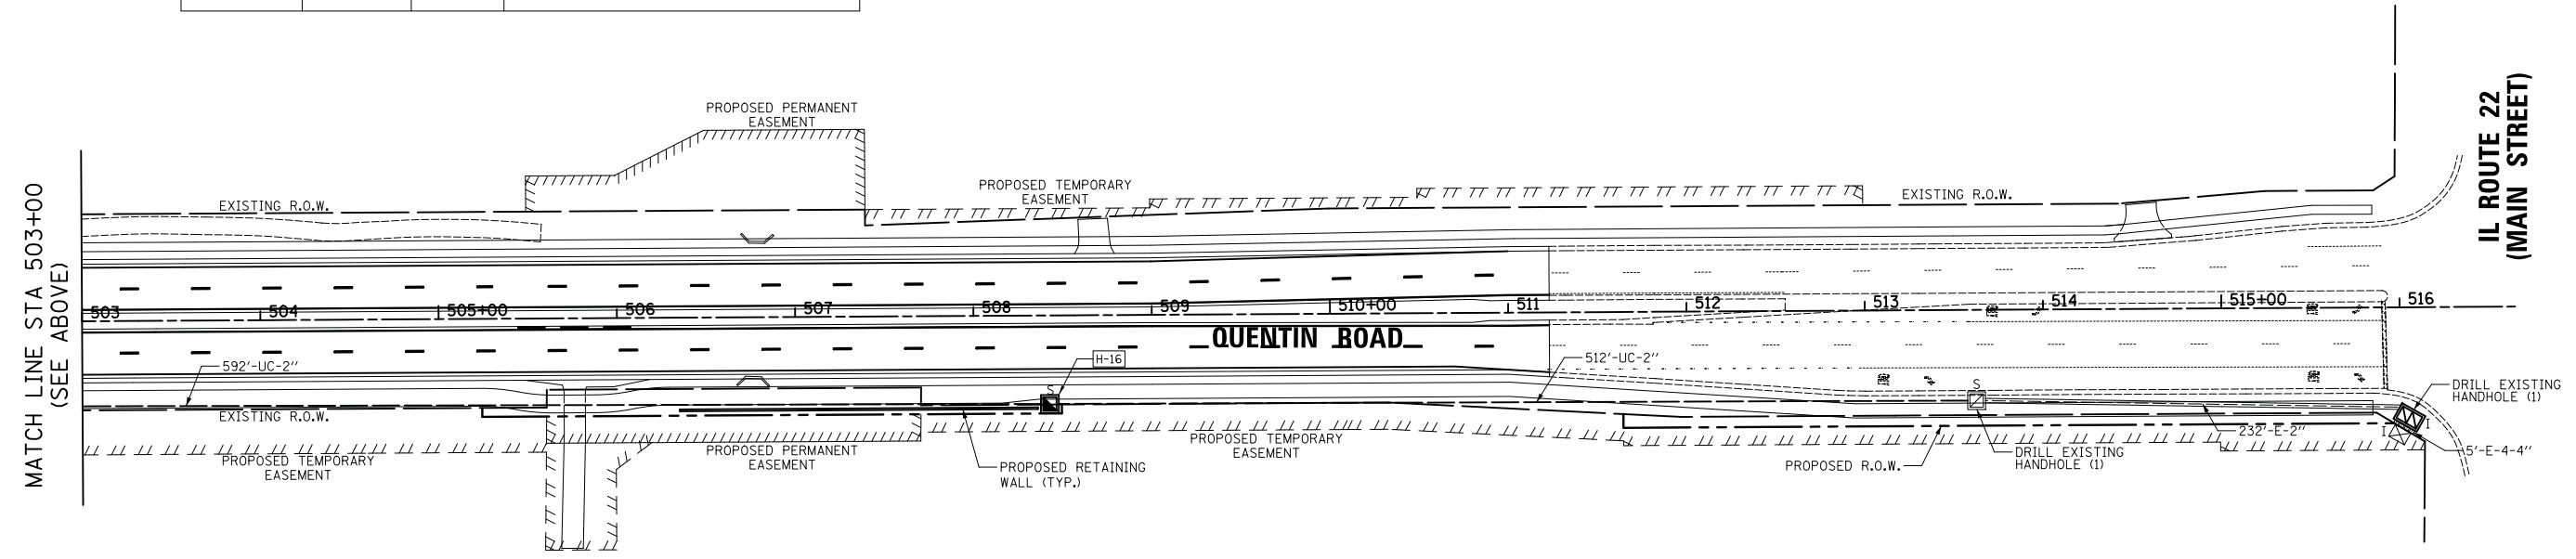 PROPOSED PERMANENT
EASEMENT
IL ROUTE 22
(MAIN STREET)
MATCH LINE STA 503+00
(SEE ABOVE)
EXISTING R.O.W.
PROPOSED TEMPORARY
EASEMENT
EXISTING R.O.W.
503
504
505+00
506
507
508
509
510+00
511
512
513
514
515+00
516
QUENTIN ROAD
592'-UC-2"
H-16
512'-UC-2"
S
S
DRILL EXISTING
HANDHOLE (1)
EXISTING R.O.W.
I
I
232'-E-2"
PROPOSED TEMPORARY
EASEMENT
PROPOSED PERMANENT
EASEMENT
PROPOSED RETAINING
WALL (TYP.)
PROPOSED TEMPORARY
EASEMENT
PROPOSED R.O.W.
DRILL EXISTING
HANDHOLE (1)
5'-E-4-4"